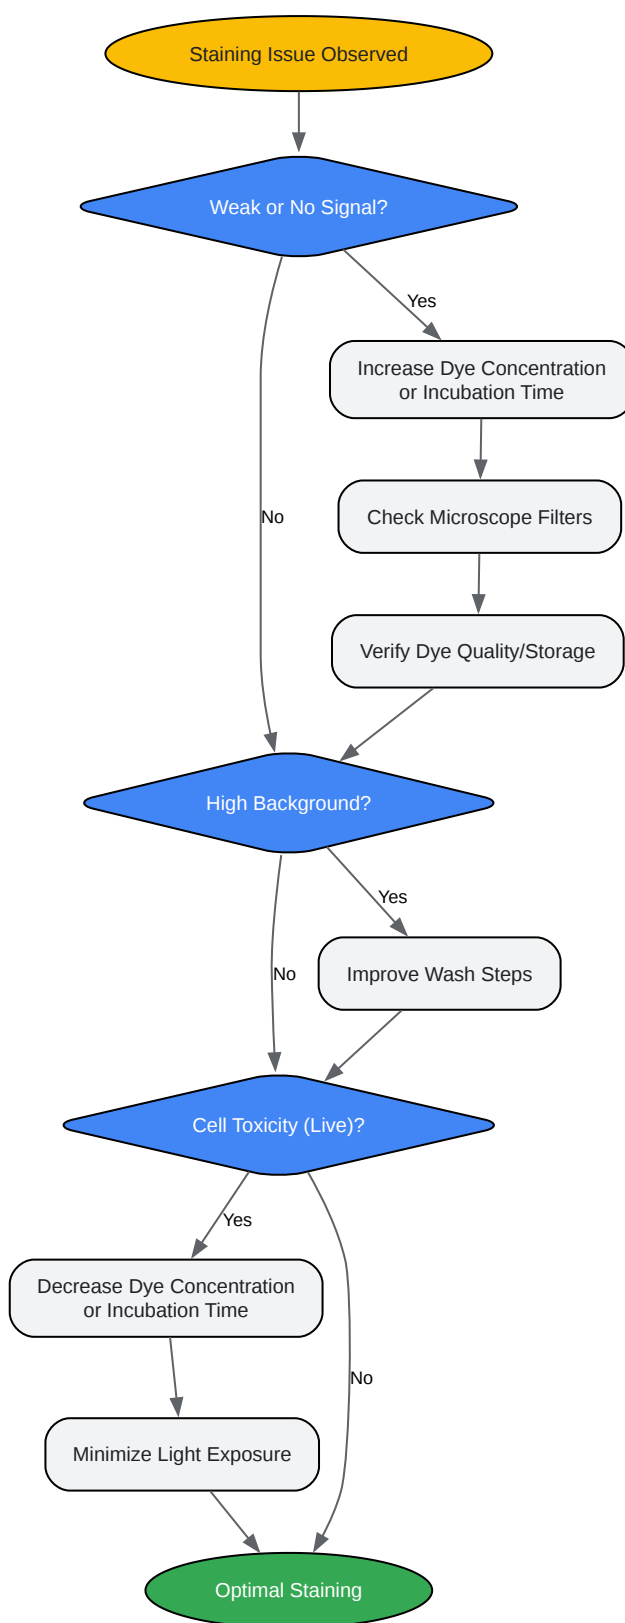 Staining Issue Observed
Weak or No Signal?
Yes
Increase Dye Concentration
or Incubation Time
Check Microscope Filters
No
Verify Dye Quality/Storage
High Background?
Yes
No
Improve Wash Steps
Cell Toxicity (Live)?
Yes
Decrease Dye Concentration
or Incubation Time
No
Minimize Light Exposure
Optimal Staining